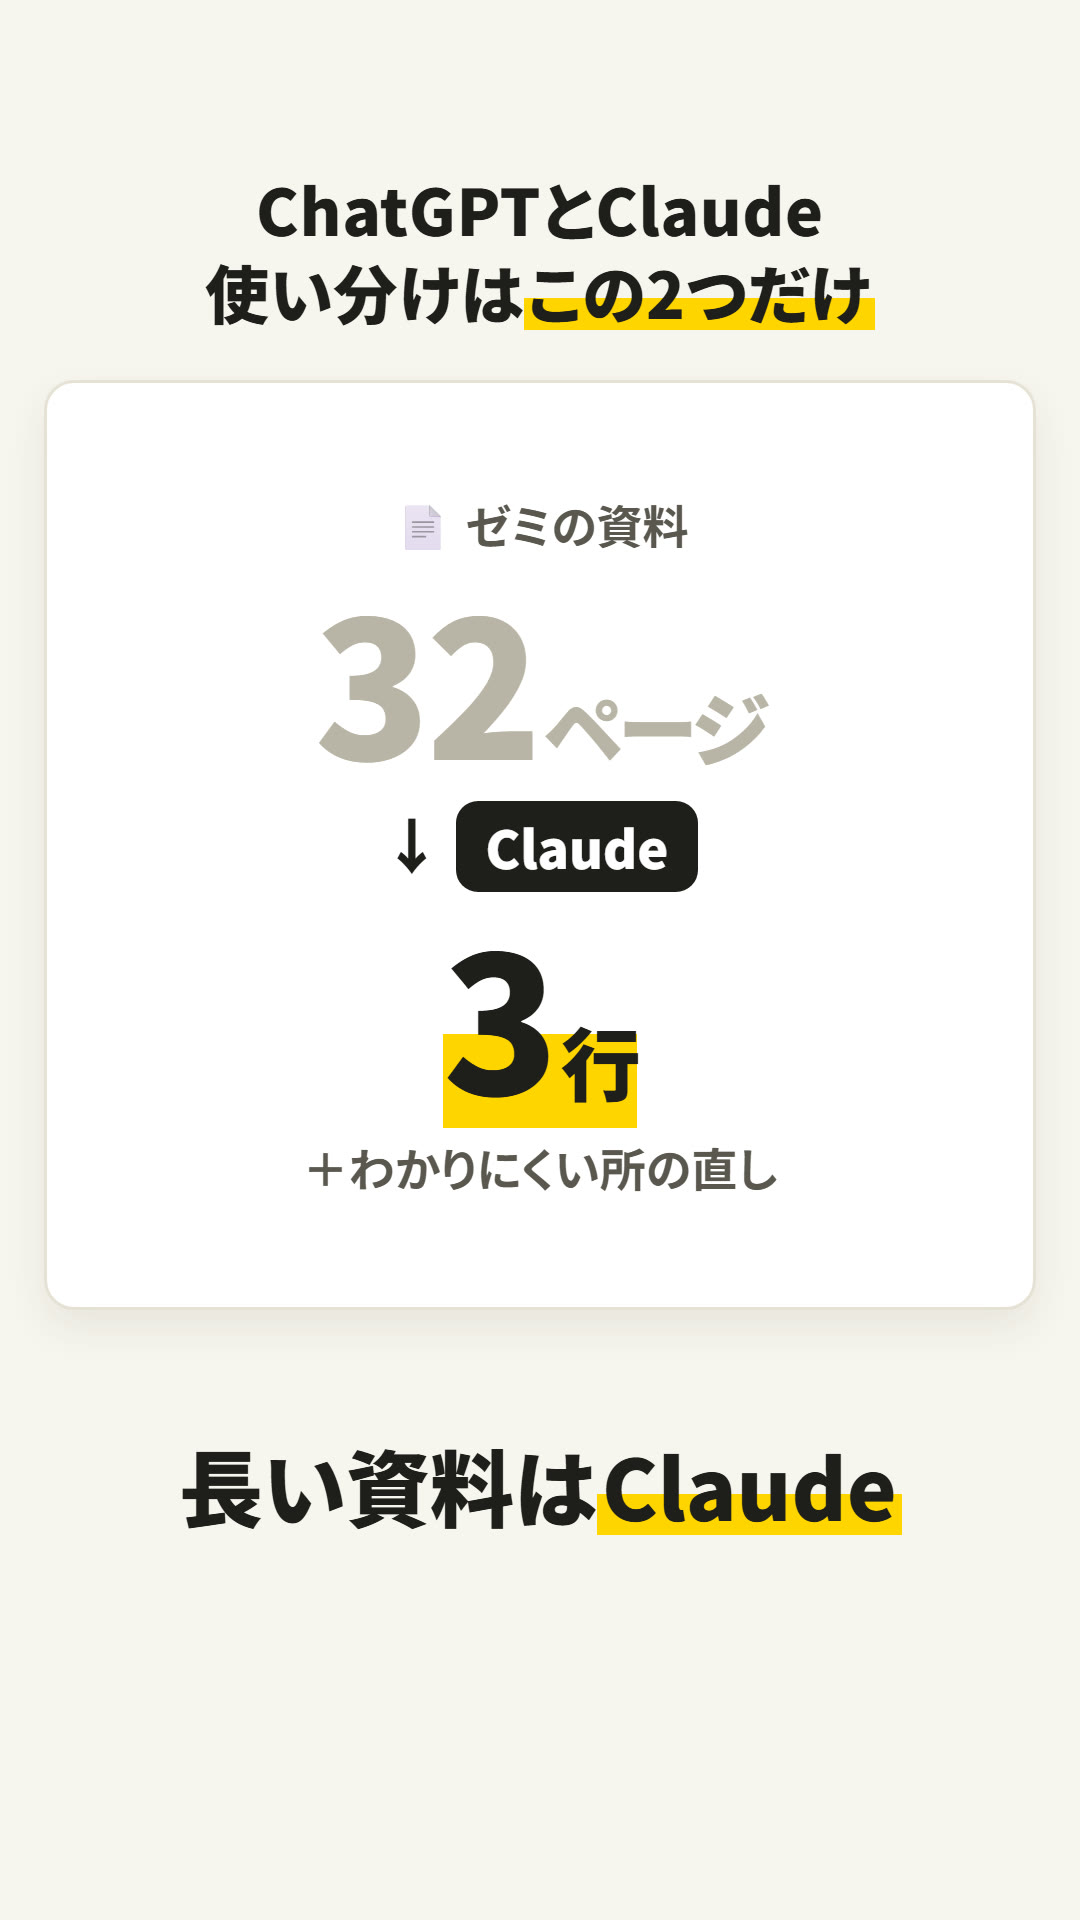 ChatGPTとClaude
使い分けはこの2つだけ
ゼミの資料
32ページ
↓ Claude
3行
＋わかりにくい所の直し
長い資料はClaude